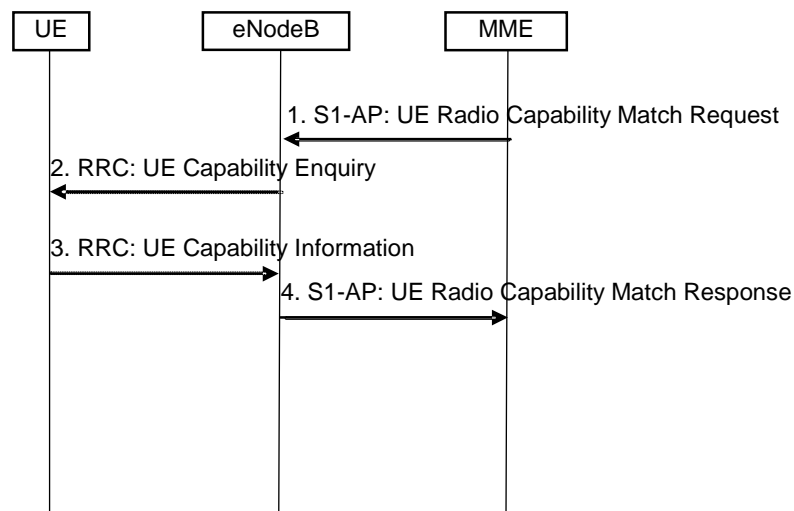 UE
eNodeB
MME
1. S1-AP: UE Radio Capability Match Request
2. RRC: UE Capability Enquiry
3. RRC: UE Capability Information
4. S1-AP: UE Radio Capability Match Response